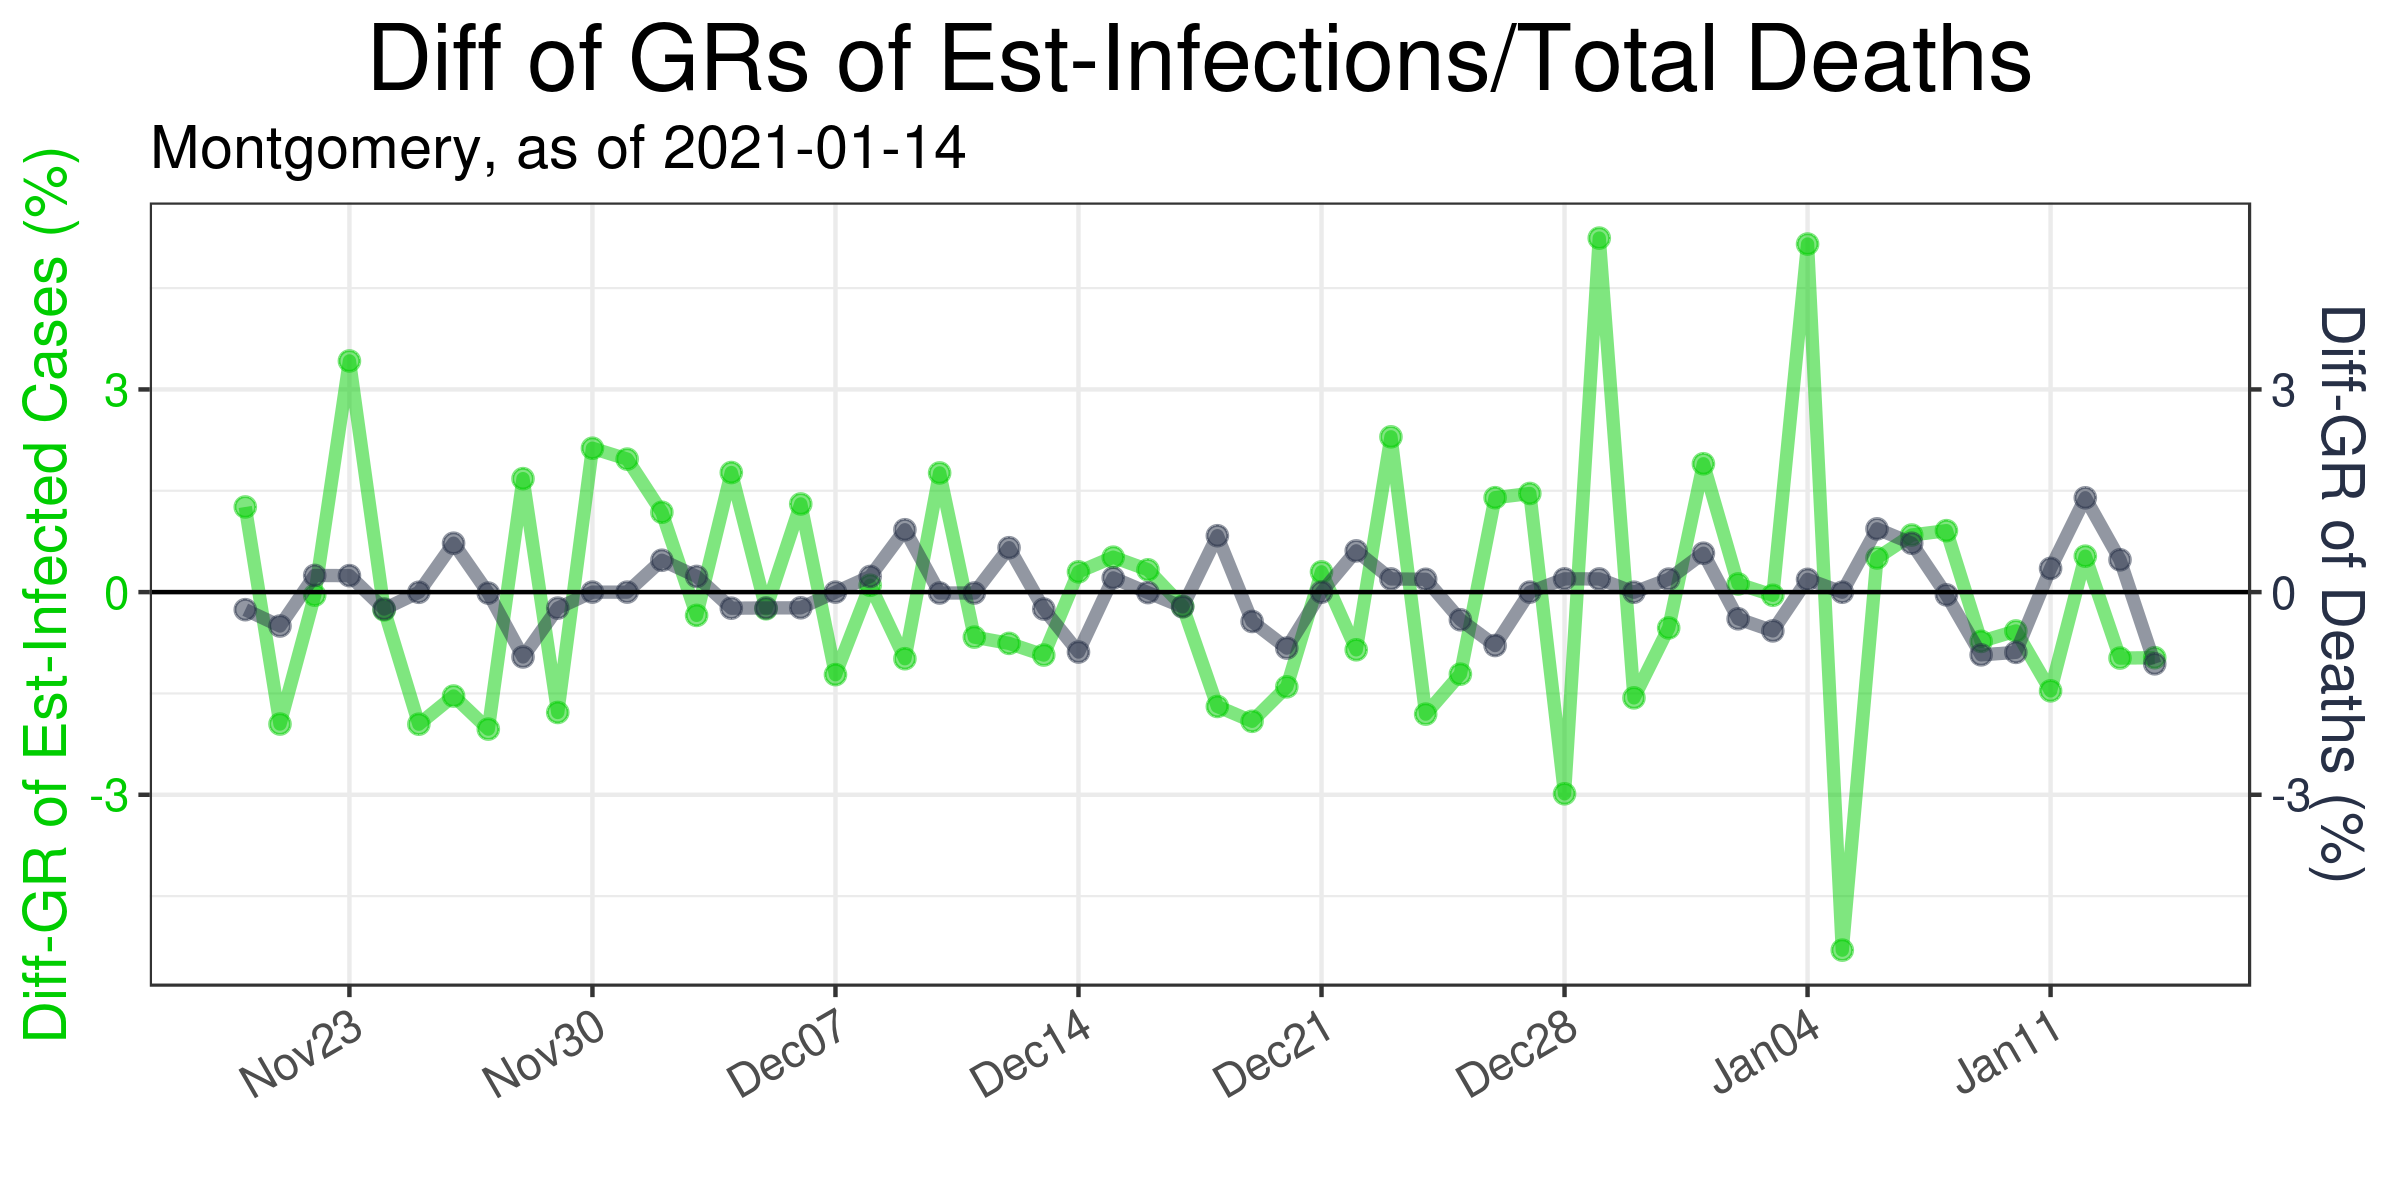 Diff of GRs of Est-Infections/Total Deaths
Montgomery, as of 2021-01-14
Diff-GR of Est-Infected Cases (%)
3
0
-3
3
0
-3
Diff-GR of Deaths (%)
Nov23
Nov30
Dec07
Dec14
Dec21
Dec28
Jan04
Jan11